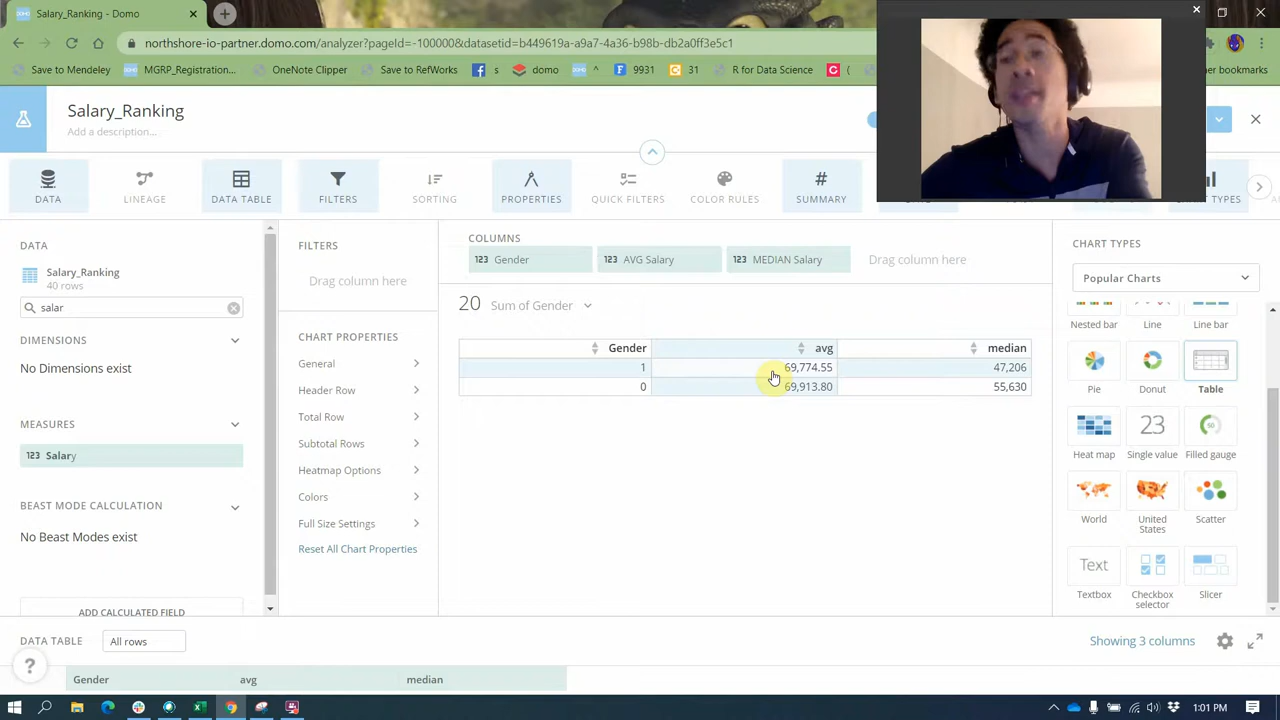 Salary_Ranking - Domo
northshore-io-partner.domo.com/analyzer?pageId=-100000&datasetId=b449619a-a9a7-4a36-b98b-db2a0ff3e5c1
Save to Mendeley
MGRP_Registration...
OneNote Clipper
Save to RefWorks
s
domo
^
9931
31
R for Data Science
(
her bookmarks
Salary_Ranking
Add a description...
DATA
LINEAGE
DATA TABLE
FILTERS
SORTING
PROPERTIES
QUICK FILTERS
COLOR RULES
SUMMARY
CHART TYPES
DATA
Salary_Ranking
40 rows
salar
DIMENSIONS
No Dimensions exist
MEASURES
123 Salary
BEAST MODE CALCULATION
No Beast Modes exist
ADD CALCULATED FIELD
FILTERS
Drag column here
CHART PROPERTIES
General
Header Row
Total Row
Subtotal Rows
Heatmap Options
Colors
Full Size Settings
Reset All Chart Properties
COLUMNS
123 Gender
123 AVG Salary
123 MEDIAN Salary
Drag column here
20 Sum of Gender
Gender avg median
1 69,774.55 47,206
0 69,913.80 55,630
CHART TYPES
Popular Charts
Nested bar
Line
Line bar
Pie
Donut
Table
Heat map
23
Single value
50
Filled gauge
World
United States
Scatter
Text
Textbox
Checkbox selector
Slicer
DATA TABLE
All rows
Showing 3 columns
?
Gender avg median
1:01 PM